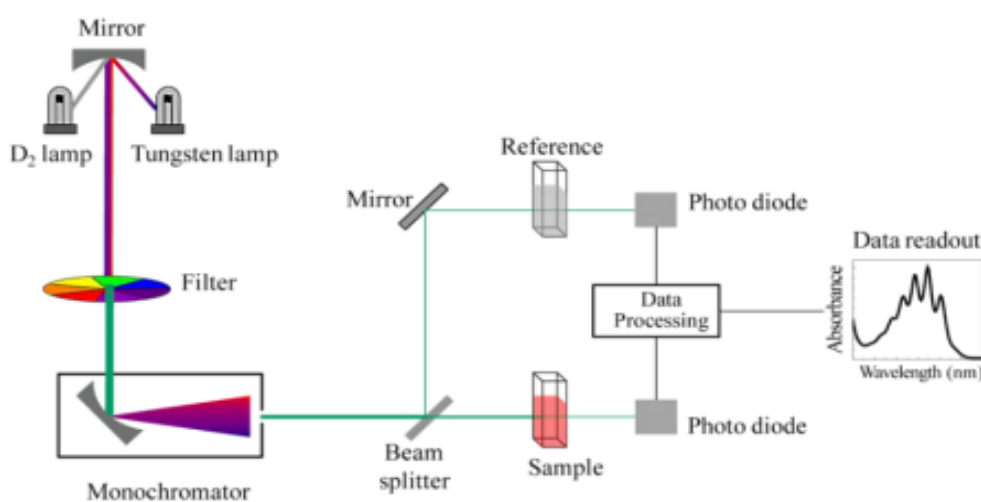 Mirror
D₂ lamp
Tungsten lamp
Filter
Monochromator
Mirror
Reference
Photo diode
Beam
splitter
Sample
Photo diode
Data
Processing
Data readout
Absorbance
Wavelength (nm)